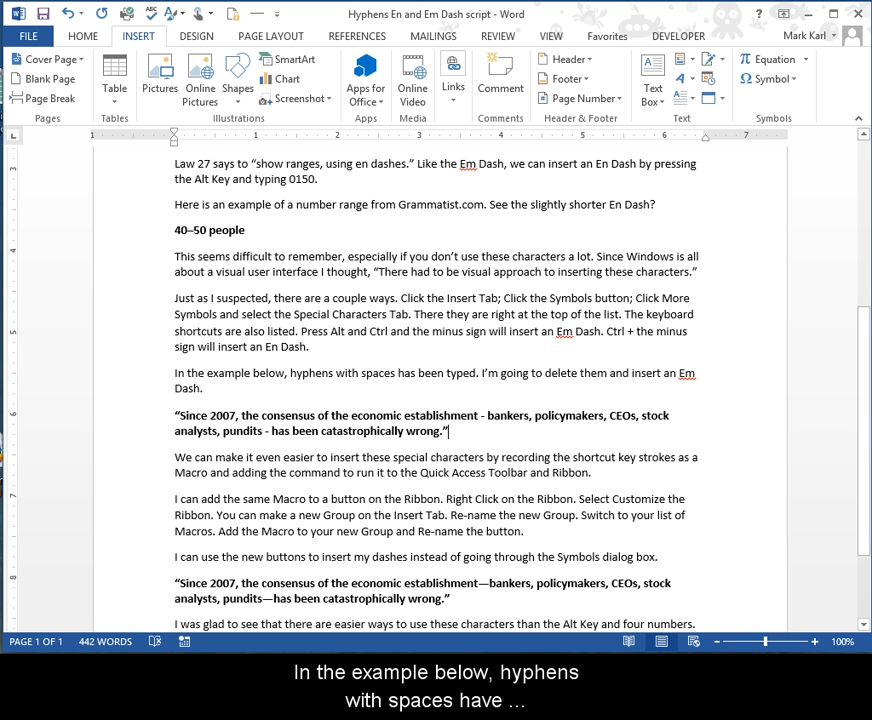 Hyphens En and Em Dash script - Word
FILE HOME INSERT DESIGN PAGE LAYOUT REFERENCES MAILINGS REVIEW VIEW Favorites DEVELOPER Mark Karl
Cover Page
Blank Page
Page Break
Pages
Table
Tables
Pictures
Online Pictures
Shapes
SmartArt
Chart
Screenshot
Illustrations
Apps for Office
Apps
Online Video
Media
Links
Comment
Comments
Header
Footer
Page Number
Header & Footer
Text Box
Text
Equation
Symbol
Symbols
1 1 2 3 4 5 6 7
3
4
5
6
7
8
Law 27 says to “show ranges, using en dashes.” Like the Em Dash, we can insert an En Dash by pressing
the Alt Key and typing 0150.
Here is an example of a number range from Grammatist.com. See the slightly shorter En Dash?
40–50 people
This seems difficult to remember, especially if you don’t use these characters a lot. Since Windows is all
about a visual user interface I thought, “There had to be visual approach to inserting these characters.”
Just as I suspected, there are a couple ways. Click the Insert Tab; Click the Symbols button; Click More
Symbols and select the Special Characters Tab. There they are right at the top of the list. The keyboard
shortcuts are also listed. Press Alt and Ctrl and the minus sign will insert an Em Dash. Ctrl + the minus
sign will insert an En Dash.
In the example below, hyphens with spaces has been typed. I’m going to delete them and insert an Em
Dash.
“Since 2007, the consensus of the economic establishment - bankers, policymakers, CEOs, stock
analysts, pundits - has been catastrophically wrong.”
We can make it even easier to insert these special characters by recording the shortcut key strokes as a
Macro and adding the command to run it to the Quick Access Toolbar and Ribbon.
I can add the same Macro to a button on the Ribbon. Right Click on the Ribbon. Select Customize the
Ribbon. You can make a new Group on the Insert Tab. Re-name the new Group. Switch to your list of
Macros. Add the Macro to your new Group and Re-name the button.
I can use the new buttons to insert my dashes instead of going through the Symbols dialog box.
“Since 2007, the consensus of the economic establishment—bankers, policymakers, CEOs, stock
analysts, pundits—has been catastrophically wrong.”
I was glad to see that there are easier ways to use these characters than the Alt Key and four numbers.
PAGE 1 OF 1 442 WORDS 100%
In the example below, hyphens
with spaces have ...